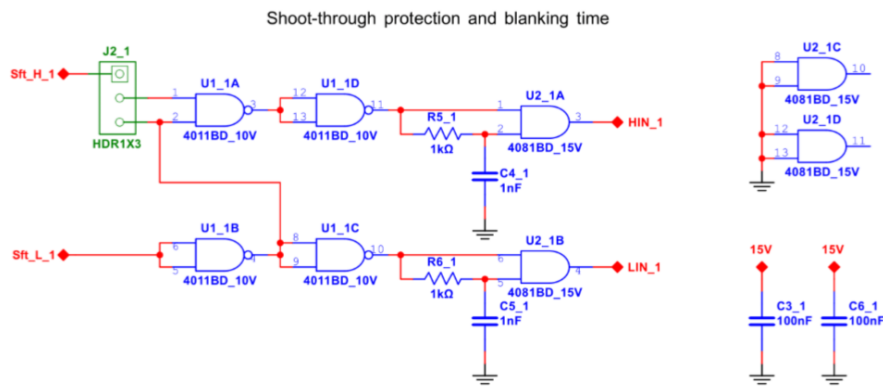 Shoot-through protection and blanking time
J2_1
Sft_H_1
HDR1X3
1
2
U1_1A
3
4011BD_10V
12
13
U1_1D
11
4011BD_10V
R5_1
1kΩ
1
2
U2_1A
3
4081BD_15V
HIN_1
C4_1
1nF
8
9
U2_1C
10
4081BD_15V
12
13
U2_1D
11
4081BD_15V
Sft_L_1
6
5
U1_1B
4
4011BD_10V
8
9
U1_1C
10
4011BD_10V
R6_1
1kΩ
6
5
U2_1B
4
4081BD_15V
LIN_1
C5_1
1nF
15V
C3_1
100nF
15V
C6_1
100nF